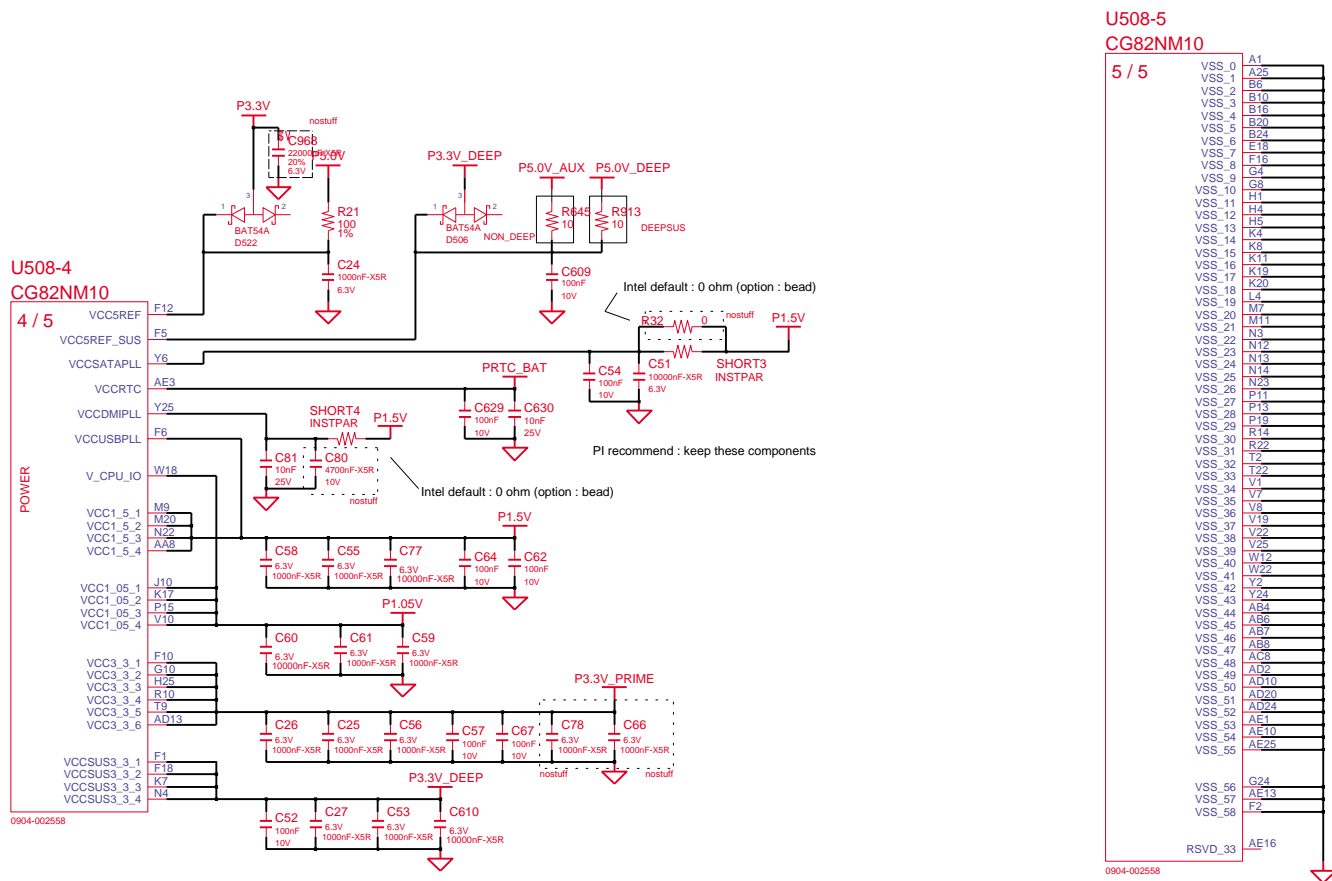 U508-5
CG82NM10
5 / 5
VSS_0 A1
VSS_1 A25
VSS_2 B6
VSS_3 B10
VSS_4 B16
VSS_5 B20
VSS_6 B24
VSS_7 E18
VSS_8 F16
VSS_9 G4
VSS_10 G8
VSS_11 H1
VSS_12 H4
VSS_13 H5
VSS_14 K4
VSS_15 K8
VSS_16 K11
VSS_17 K19
VSS_18 K20
VSS_19 L4
VSS_20 M7
VSS_21 M11
VSS_22 N3
VSS_23 N12
VSS_24 N13
VSS_25 N14
VSS_26 N23
VSS_27 P11
VSS_28 P13
VSS_29 P19
VSS_30 R14
VSS_31 R22
VSS_32 T2
VSS_33 T22
VSS_34 V1
VSS_35 V7
VSS_36 V8
VSS_37 V19
VSS_38 V22
VSS_39 V25
VSS_40 W12
VSS_41 W22
VSS_42 Y2
VSS_43 Y24
VSS_44 AB4
VSS_45 AB6
VSS_46 AB7
VSS_47 AB8
VSS_48 AC8
VSS_49 AD2
VSS_50 AD10
VSS_51 AD20
VSS_52 AD24
VSS_53 AE1
VSS_54 AE10
VSS_55 AE25
VSS_56 G24
VSS_57 AE13
VSS_58 F2
RSVD_33 AE16
0904-002558
P3.3V
nostuff
C968
20%
6.3V
P5.0V
3
1 2
BAT54A
D522
R21
100
1%
C24
1000nF-X5R
6.3V
P3.3V_DEEP
3
1 2
BAT54A
D506
NON_DEEP
P5.0V_AUX P5.0V_DEEP
R645
10
R913
10
DEEPSUS
C609
100nF
10V
Intel default : 0 ohm (option : bead)
R32 0
nostuff
P1.5V
SHORT3
INSTPAR
C54
100nF
10V
C51
10000nF-X5R
6.3V
PRTC_BAT
C629
100nF
10V
C630
10nF
25V
PI recommend : keep these components
SHORT4
INSTPAR
P1.5V
C81
10nF
25V
C80
4700nF-X5R
10V
nostuff
Intel default : 0 ohm (option : bead)
U508-4
CG82NM10
4 / 5
POWER
VCC5REF F12
VCC5REF_SUS F5
VCCSATAPLL Y6
VCCRTC AE3
VCCDMIPLL Y25
VCCUSBPLL F6
V_CPU_IO W18
VCC1_5_1 M9
VCC1_5_2 M20
VCC1_5_3 N22
VCC1_5_4 AA8
VCC1_05_1 J10
VCC1_05_2 K17
VCC1_05_3 P15
VCC1_05_4 V10
VCC3_3_1 F10
VCC3_3_2 G10
VCC3_3_3 H25
VCC3_3_4 R10
VCC3_3_5 T9
VCC3_3_6 AD13
VCCSUS3_3_1 F1
VCCSUS3_3_2 F18
VCCSUS3_3_3 K7
VCCSUS3_3_4 N4
0904-002558
P1.5V
C58
6.3V
1000nF-X5R
C55
6.3V
1000nF-X5R
C77
6.3V
10000nF-X5R
C64
100nF
10V
C62
100nF
10V
P1.05V
C60
6.3V
10000nF-X5R
C61
6.3V
1000nF-X5R
C59
6.3V
1000nF-X5R
P3.3V_PRIME
C26
6.3V
1000nF-X5R
C25
6.3V
1000nF-X5R
C56
6.3V
1000nF-X5R
C57
100nF
10V
C67
100nF
10V
C78
6.3V
1000nF-X5R
C66
6.3V
1000nF-X5R
nostuff nostuff
P3.3V_DEEP
C52
100nF
10V
C27
6.3V
1000nF-X5R
C53
6.3V
1000nF-X5R
C610
6.3V
10000nF-X5R